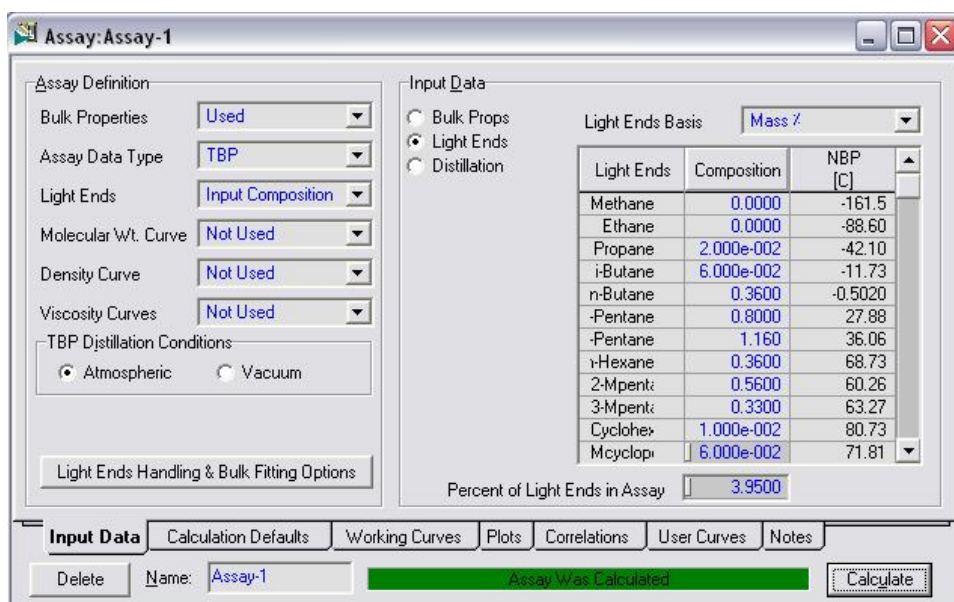 Assay:Assay-1
Assay Definition
Bulk Properties Used
Assay Data Type TBP
Light Ends Input Composition
Molecular Wt. Curve Not Used
Density Curve Not Used
Viscosity Curves Not Used
TBP Distillation Conditions
Atmospheric Vacuum
Light Ends Handling & Bulk Fitting Options
Input Data
Bulk Props
Light Ends
Distillation
Light Ends Basis Mass %
Light Ends Composition NBP [C]
Methane 0.0000 -161.5
Ethane 0.0000 -88.60
Propane 2.000e-002 -42.10
i-Butane 6.000e-002 -11.73
n-Butane 0.3600 -0.5020
-Pentane 0.8000 27.88
-Pentane 1.160 36.06
-Hexane 0.3600 68.73
2-Mpenta 0.5600 60.26
3-Mpenta 0.3300 63.27
Cyclohex 1.000e-002 80.73
Mcyclope 6.000e-002 71.81
Percent of Light Ends in Assay 3.9500
Input Data Calculation Defaults Working Curves Plots Correlations User Curves Notes
Delete Name: Assay-1 Assay Was Calculated Calculate